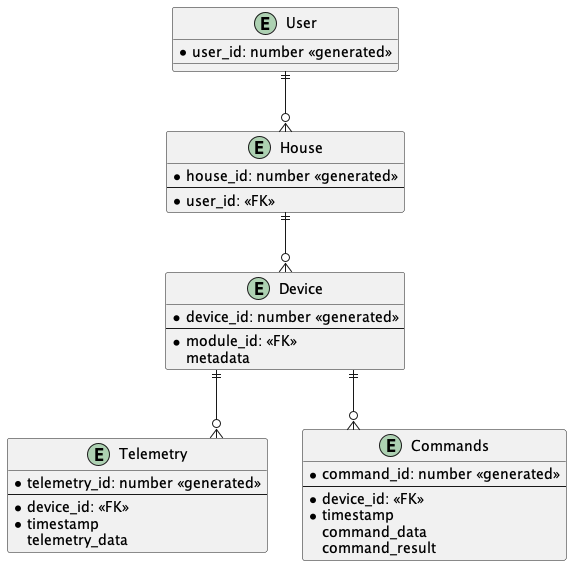 E User
* user_id: number «generated»
E House
* house_id: number «generated»
* user_id: «FK»
E Device
* device_id: number «generated»
* module_id: «FK»
metadata
E Telemetry
* telemetry_id: number «generated»
* device_id: «FK»
* timestamp
telemetry_data
E Commands
* command_id: number «generated»
* device_id: «FK»
* timestamp
command_data
command_result